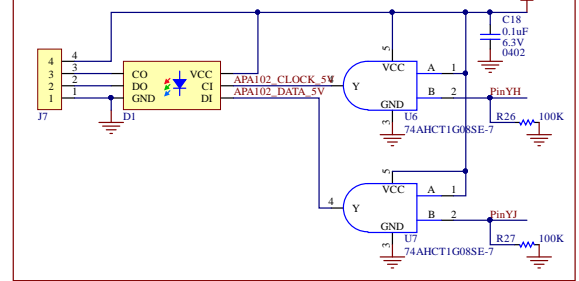 C18
0.1uF
6.3V
0402
5
VCC
A
1
4
4
3
3
CO
VCC
2
2
DO
CI
APA102_CLOCK_5V
4
Y
1
1
GND
DI
APA102_DATA_5V
B
2
PinYH
GND
J7
D1
3
U6
74AHCT1G08SE-7
R26
100K
5
VCC
A
1
4
Y
B
2
PinYJ
GND
3
U7
74AHCT1G08SE-7
R27
100K